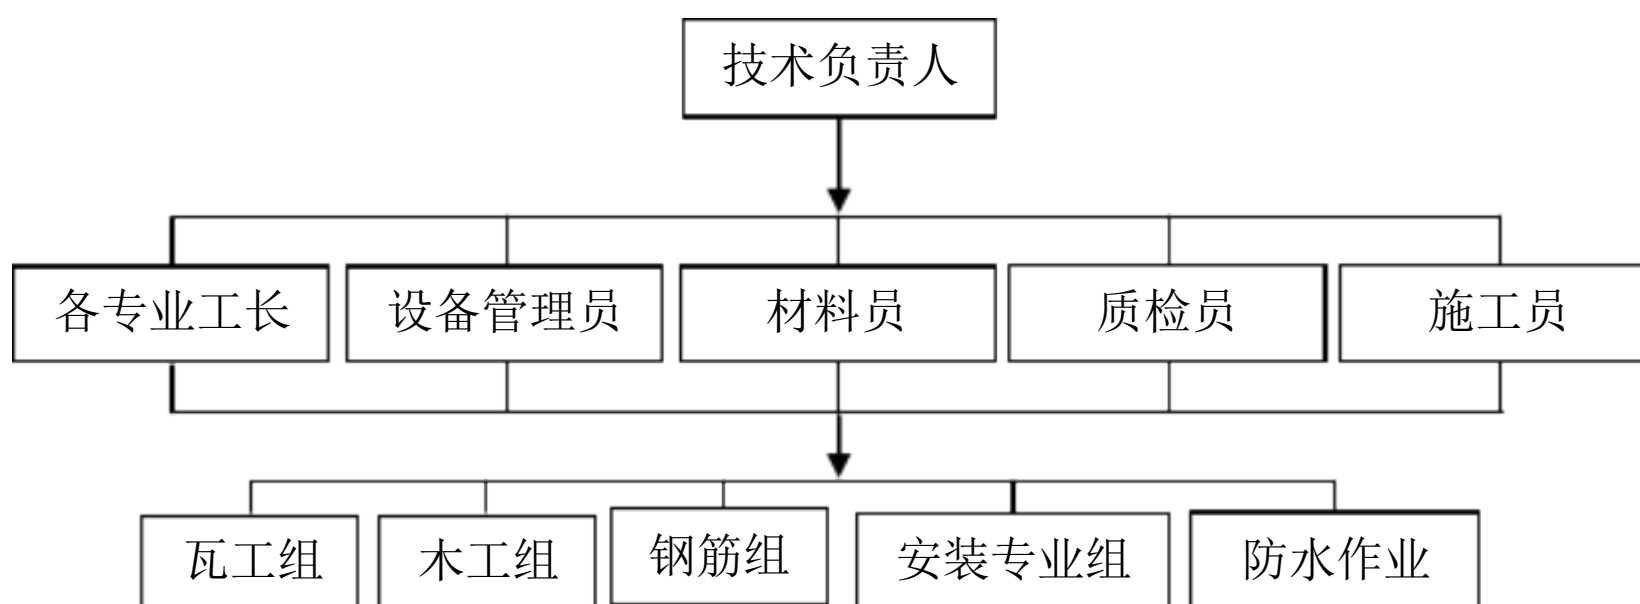 技术负责人
各专业工长
设备管理员
材料员
质检员
施工员
瓦工组
木工组
钢筋组
安装专业组
防水作业